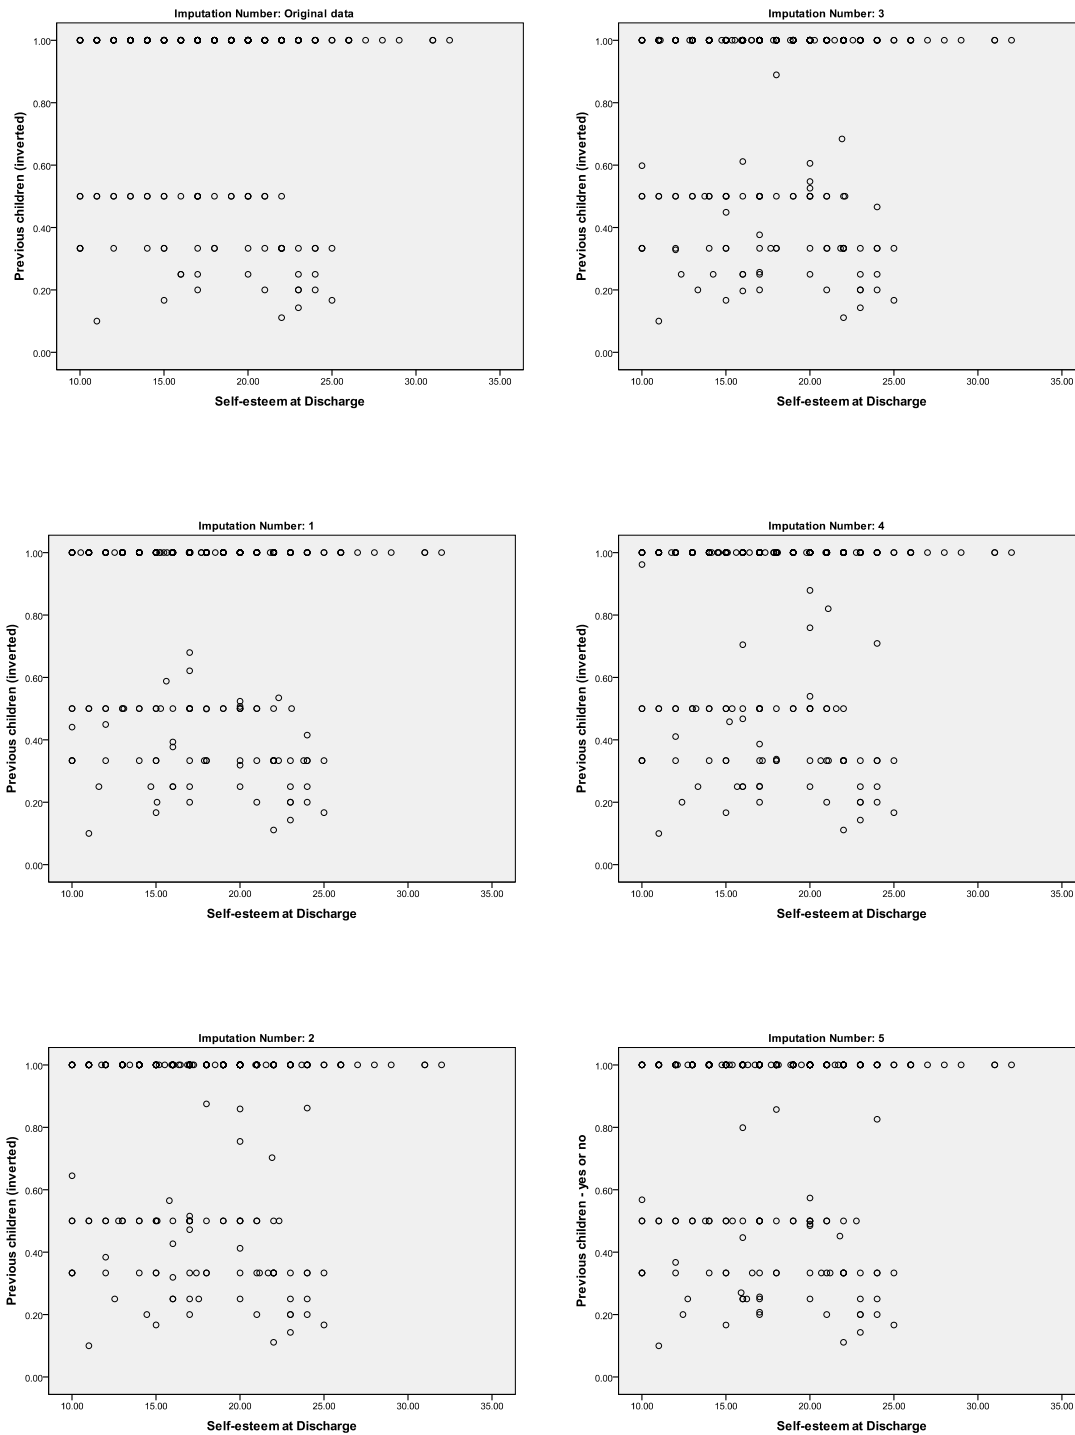 Imputation Number: Original data
1.00
0.80
0.60
0.40
0.20
0.00
Previous children (inverted)
10.00 15.00 20.00 25.00 30.00 35.00
Self-esteem at Discharge
Imputation Number: 3
1.00
0.80
0.60
0.40
0.20
0.00
Previous children (inverted)
10.00 15.00 20.00 25.00 30.00 35.00
Self-esteem at Discharge
Imputation Number: 1
1.00
0.80
0.60
0.40
0.20
0.00
Previous children (inverted)
10.00 15.00 20.00 25.00 30.00 35.00
Self-esteem at Discharge
Imputation Number: 4
1.00
0.80
0.60
0.40
0.20
0.00
Previous children (inverted)
10.00 15.00 20.00 25.00 30.00 35.00
Self-esteem at Discharge
Imputation Number: 2
1.00
0.80
0.60
0.40
0.20
0.00
Previous children (inverted)
10.00 15.00 20.00 25.00 30.00 35.00
Self-esteem at Discharge
Imputation Number: 5
1.00
0.80
0.60
0.40
0.20
0.00
Previous children - yes or no
10.00 15.00 20.00 25.00 30.00 35.00
Self-esteem at Discharge